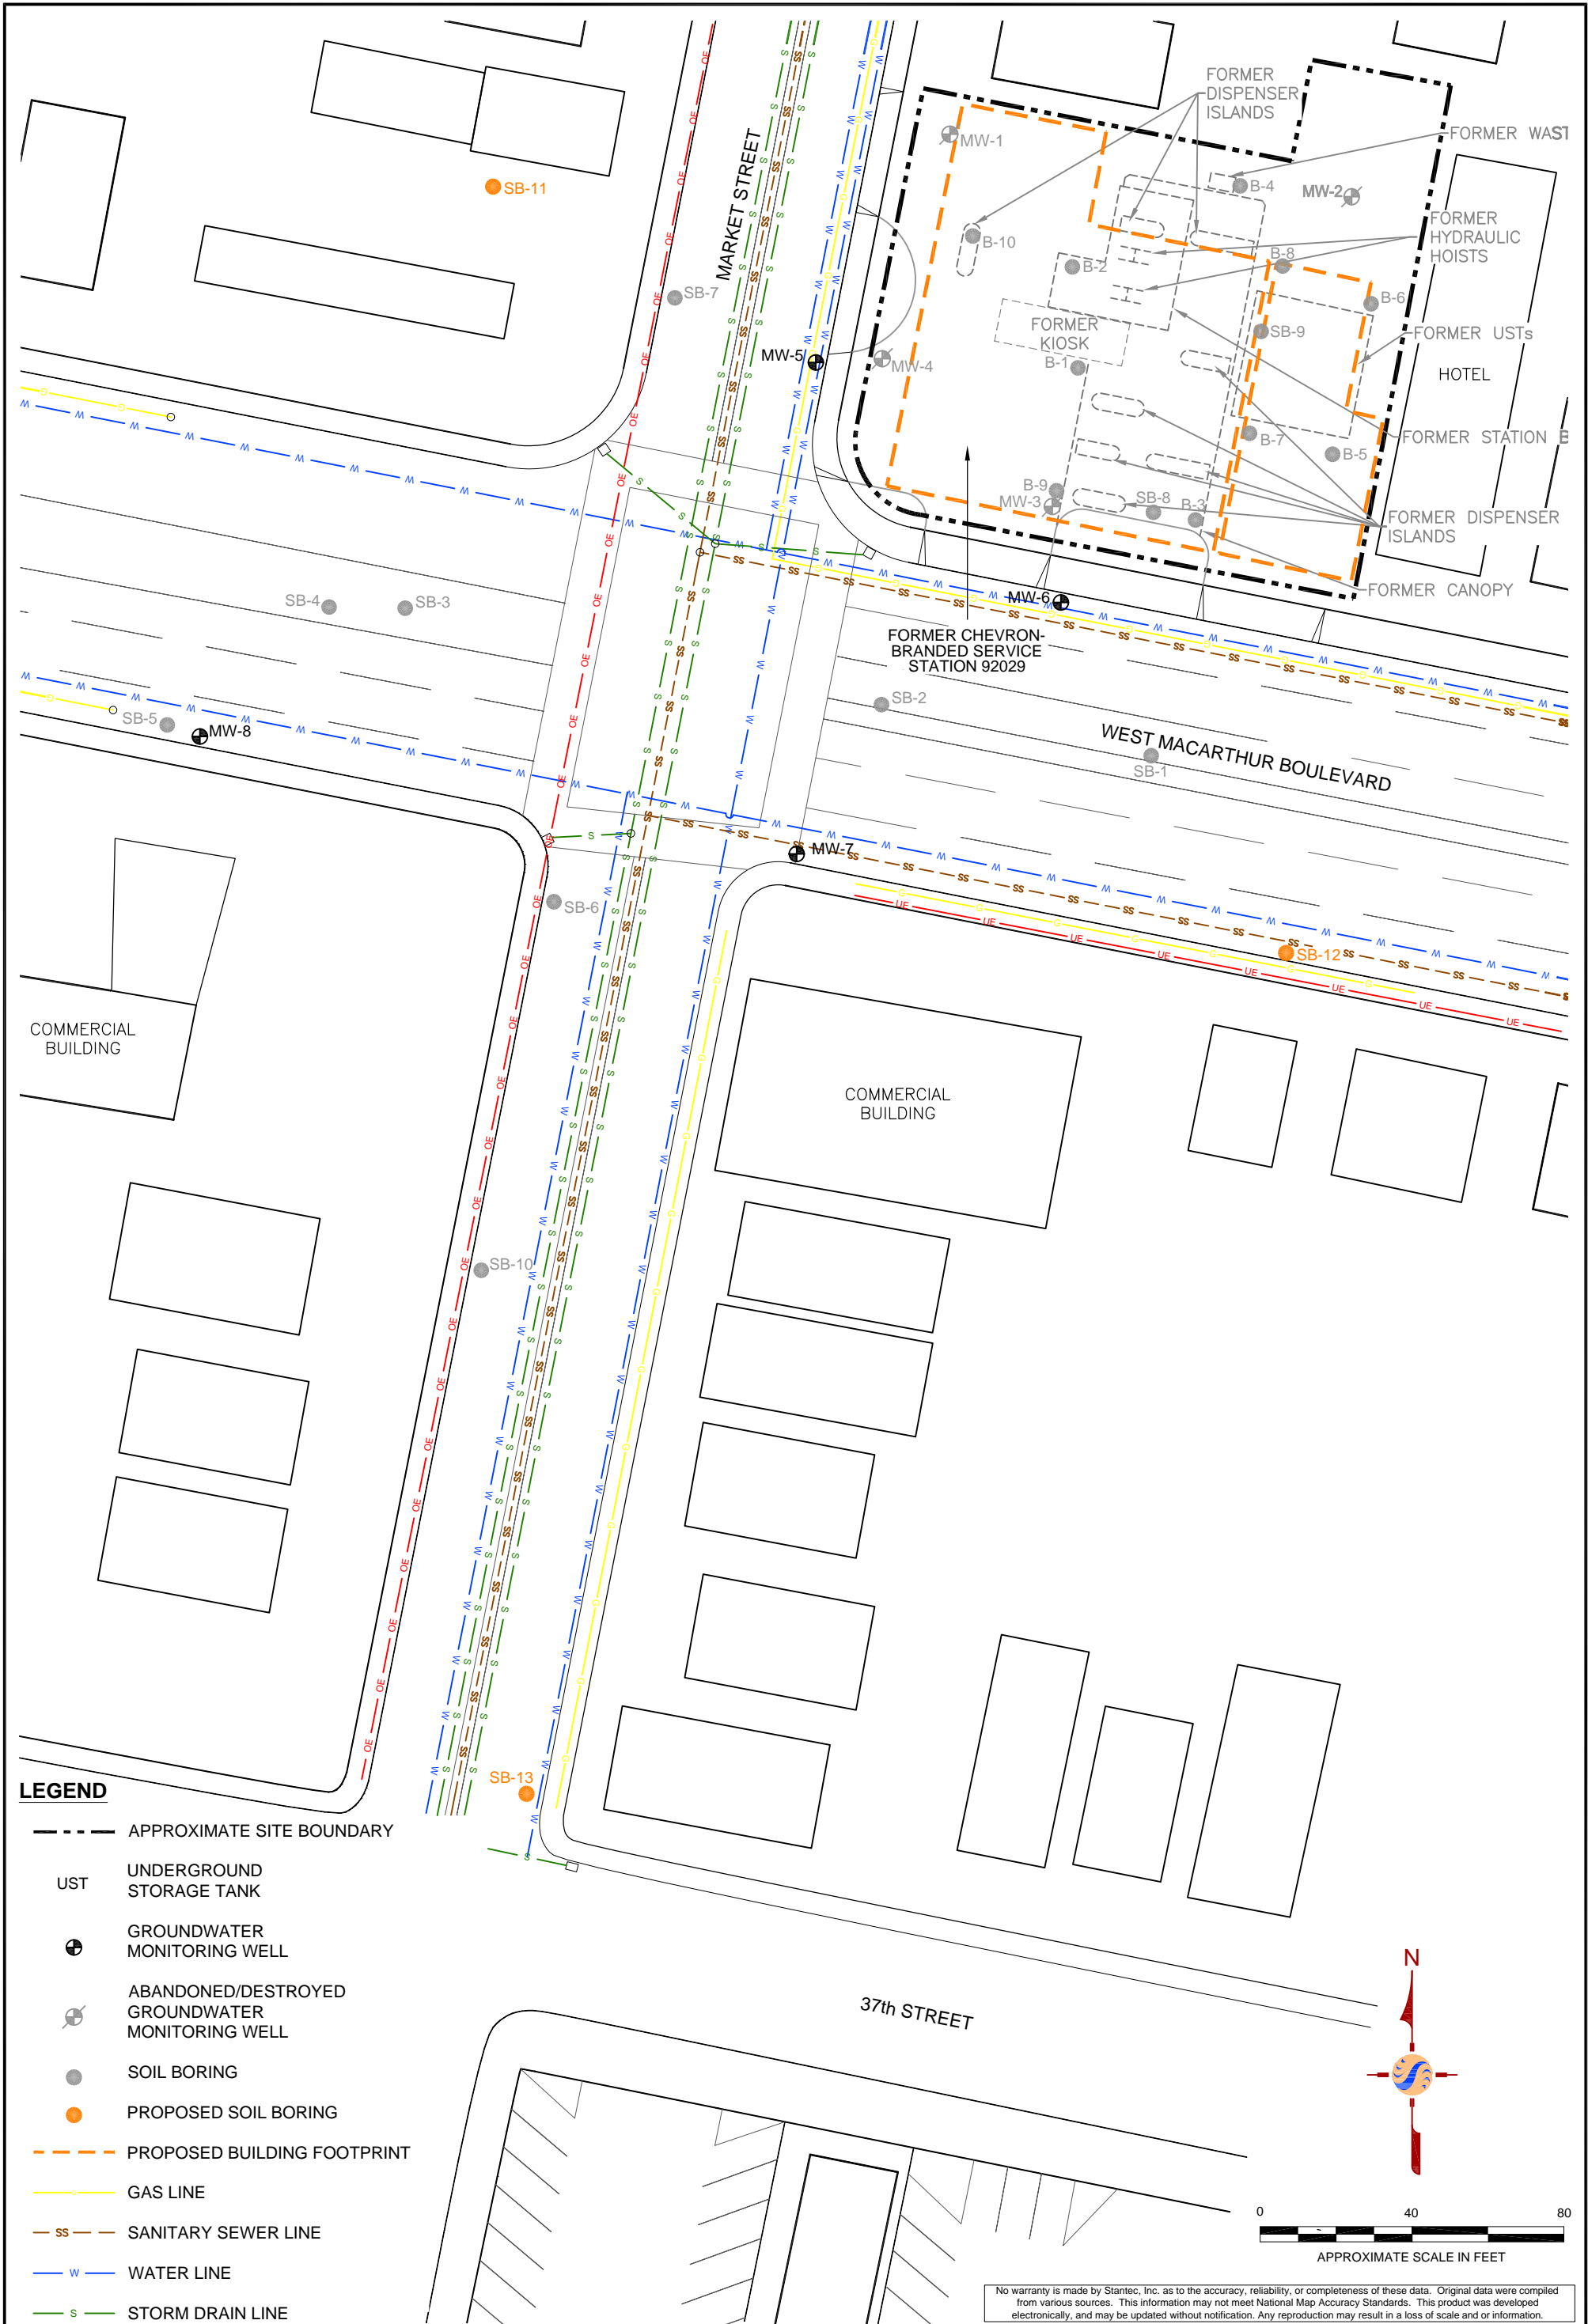 FORMER
DISPENSER
ISLANDS
MW-1
FORMER WAST
B-4
MW-2
SB-11
MARKET STREET
FORMER
HYDRAULIC
HOISTS
B-10
B-2
B-8
SB-7
B-6
FORMER
KIOSK
SB-9
FORMER USTs
MW-5
MW-4
B-1
HOTEL
B-7
FORMER STATION B
B-5
B-9
MW-3
SB-8
B-3
FORMER DISPENSER
ISLANDS
FORMER CANOPY
SB-4
SB-3
MW-6
FORMER CHEVRON-
BRANDED SERVICE
STATION 92029
SB-5
MW-8
SB-2
WEST MACARTHUR BOULEVARD
SB-1
MW-7
SB-6
SB-12
COMMERCIAL
BUILDING
COMMERCIAL
BUILDING
SB-10
SB-13
37th STREET
LEGEND
APPROXIMATE SITE BOUNDARY
UST UNDERGROUND
STORAGE TANK
GROUNDWATER
MONITORING WELL
ABANDONED/DESTROYED
GROUNDWATER
MONITORING WELL
SOIL BORING
PROPOSED SOIL BORING
PROPOSED BUILDING FOOTPRINT
G GAS LINE
SS SANITARY SEWER LINE
W WATER LINE
S STORM DRAIN LINE
N
0 40 80
APPROXIMATE SCALE IN FEET
No warranty is made by Stantec, Inc. as to the accuracy, reliability, or completeness of these data. Original data were compiled
from various sources. This information may not meet National Map Accuracy Standards. This product was developed
electronically, and may be updated without notification. Any reproduction may result in a loss of scale and or information.